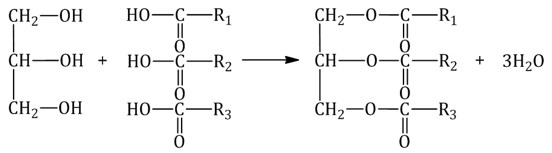 CH₂—OH HO—C—R₁ CH₂—O—C—R₁
O O
CH—OH + HO—C—R₂ ⟶ CH—O—C—R₂ + 3H₂O
O O
CH₂—OH HO—C—R₃ CH₂—O—C—R₃
O O